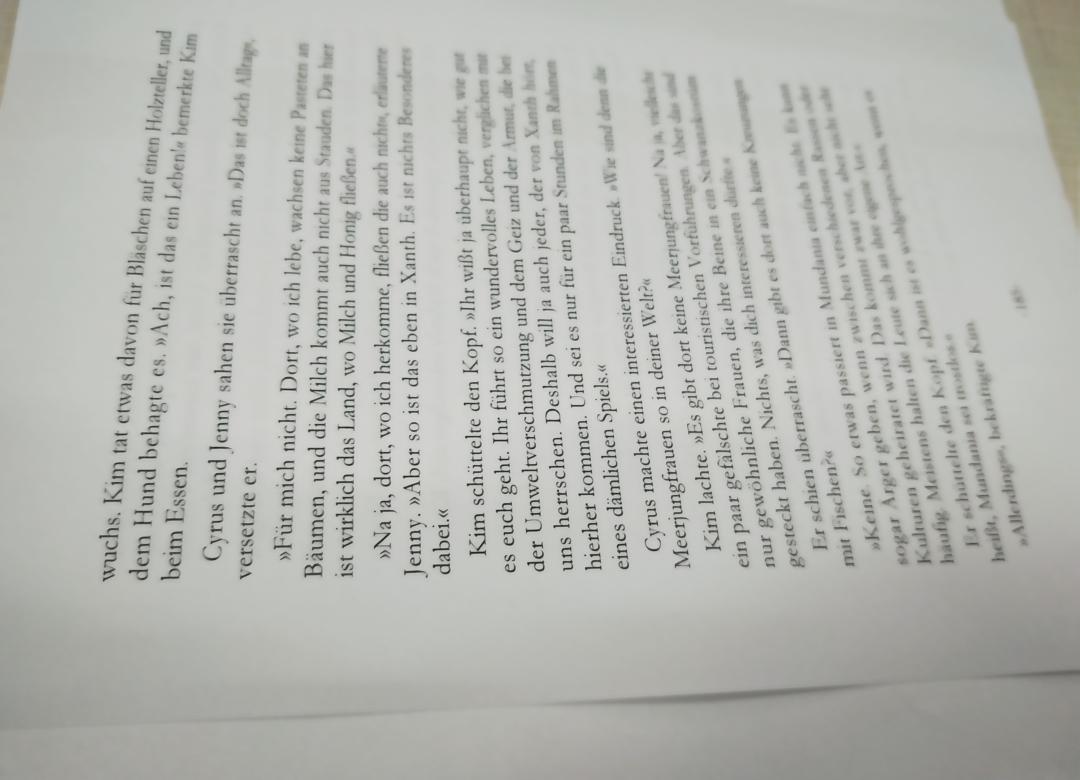 wuchs. Kim tat etwas davon für Bläschen auf einen Holzteller, und
dem Hund behagte es. »Ach, ist das ein Leben!« bemerkte Kim
beim Essen.
Cyrus und Jenny sahen sie überrascht an. »Das ist doch Alltag«,
versetzte er.
»Für mich nicht. Dort, wo ich lebe, wachsen keine Pasteten an
Bäumen, und die Milch kommt auch nicht aus Stauden. Das hier
ist wirklich das Land, wo Milch und Honig fließen.«
»Na ja, dort, wo ich herkomme, fließen die auch nicht«, erläuterte
Jenny. »Aber so ist das eben in Xanth. Es ist nichts Besonderes
dabei.«
Kim schüttelte den Kopf. »Ihr wißt ja überhaupt nicht, wie gut
es euch geht. Ihr führt so ein wundervolles Leben, verglichen mit
der Umweltverschmutzung und dem Geiz und der Armut, die bei
uns herrschen. Deshalb will ja auch jeder, der von Xanth hört,
hierher kommen. Und sei es nur für ein paar Stunden im Rahmen
eines dämlichen Spiels.«
Cyrus machte einen interessierten Eindruck. »Wie sind denn die
Meerjungfrauen so in deiner Welt?«
Kim lachte. »Es gibt dort keine Meerjungfrauen! Na ja, vielleicht
ein paar gefälschte bei touristischen Vorführungen. Aber das sind
nur gewöhnliche Frauen, die ihre Beine in ein Schwanzkostüm
gesteckt haben. Nichts, was dich interessieren dürfte.«
Er schien überrascht. »Dann gibt es dort auch keine Kreuzungen
mit Fischen?«
»Keine. So etwas passiert in Mundania einfach nicht. Es kann
sogar Ärger geben, wenn zwischen verschiedenen Rassen oder
Kulturen geheiratet wird. Das kommt zwar vor, aber nicht sehr
häufig. Meistens halten die Leute sich an ihre eigene Art.«
Er schüttelte den Kopf. »Dann ist es wohlgesprochen, wenn es
heißt, Mundania sei trostlos.«
»Allerdings«, bekräftigte Kim.